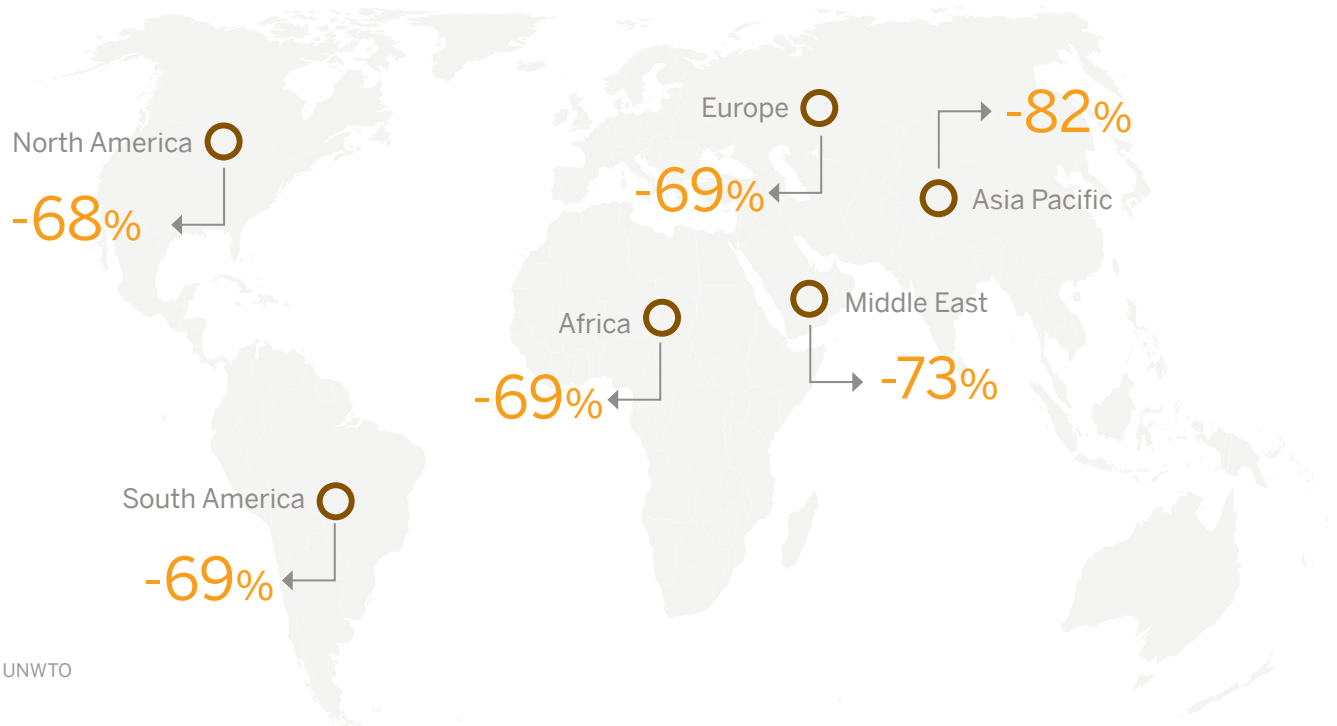 North America
-68%
Europe
-69%
-82%
Asia Pacific
Africa
-69%
Middle East
-73%
South America
-69%
UNWTO